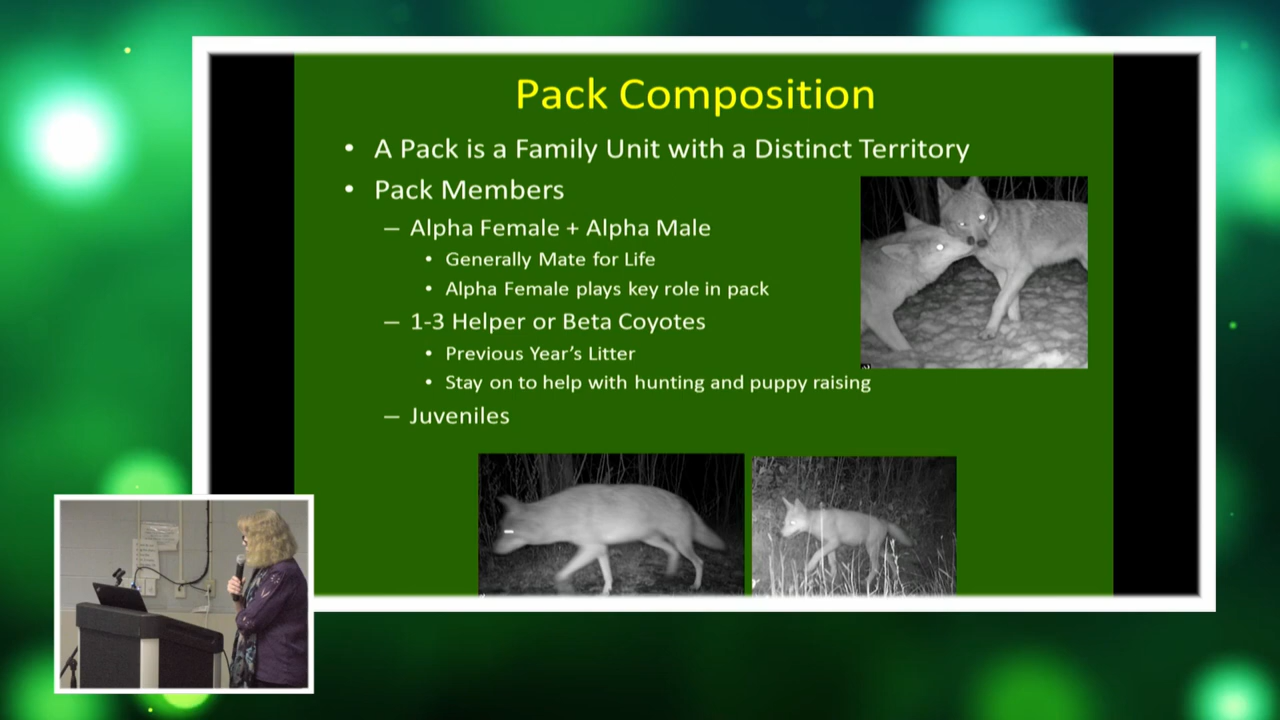 Pack Composition
• A Pack is a Family Unit with a Distinct Territory
• Pack Members
– Alpha Female + Alpha Male
• Generally Mate for Life
• Alpha Female plays key role in pack
– 1-3 Helper or Beta Coyotes
• Previous Year's Litter
• Stay on to help with hunting and puppy raising
– Juveniles